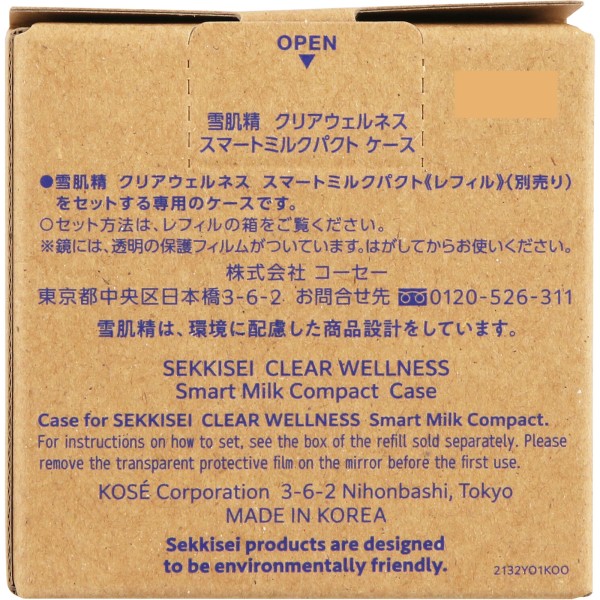 OPEN
▼
雪肌精 クリアウェルネス
スマートミルクパクト ケース
●雪肌精 クリアウェルネス スマートミルクパクト《レフィル》(別売り)
をセットする専用のケースです。
○セット方法は、レフィルの箱をご覧ください。
※鏡には、透明の保護フィルムがついています。はがしてからお使いください。
株式会社 コーセー
東京都中央区日本橋3-6-2 お問合せ先 0120-526-311
雪肌精は、環境に配慮した商品設計をしています。
SEKKISEI CLEAR WELLNESS
Smart Milk Compact Case
Case for SEKKISEI CLEAR WELLNESS Smart Milk Compact.
For instructions on how to set, see the box of the refill sold separately. Please
remove the transparent protective film on the mirror before the first use.
KOSÉ Corporation 3-6-2 Nihonbashi, Tokyo
MADE IN KOREA
Sekkisei products are designed
to be environmentally friendly.
2132Y01K00